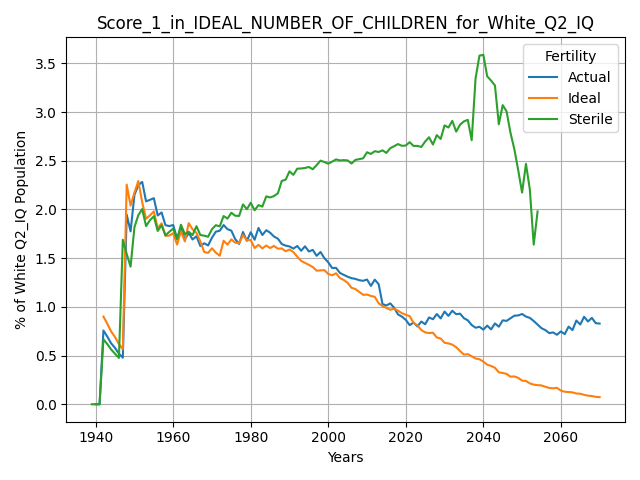 Score_1_in_IDEAL_NUMBER_OF_CHILDREN_for_White_Q2_IQ
Fertility
Actual
Ideal
Sterile
% of White Q2_IQ Population
3.5
3.0
2.5
2.0
1.5
1.0
0.5
0.0
1940 1960 1980 2000 2020 2040 2060
Years